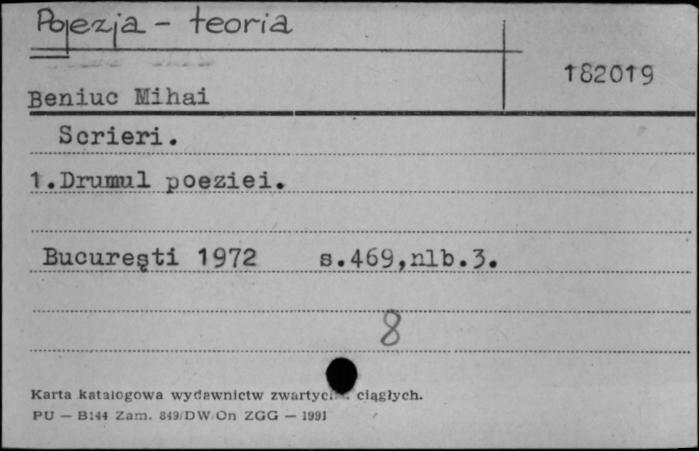 Poezja - teoria
182019
Beniuc Mihai
Scrieri.
1.Drumul poeziei.
Bucureşti 1972 s.469,nlb.3.
8
Karta katalogowa wydawnictw zwartych ciągłych.
PU — B144 Zam. 849/DW/On ZGG — 1991